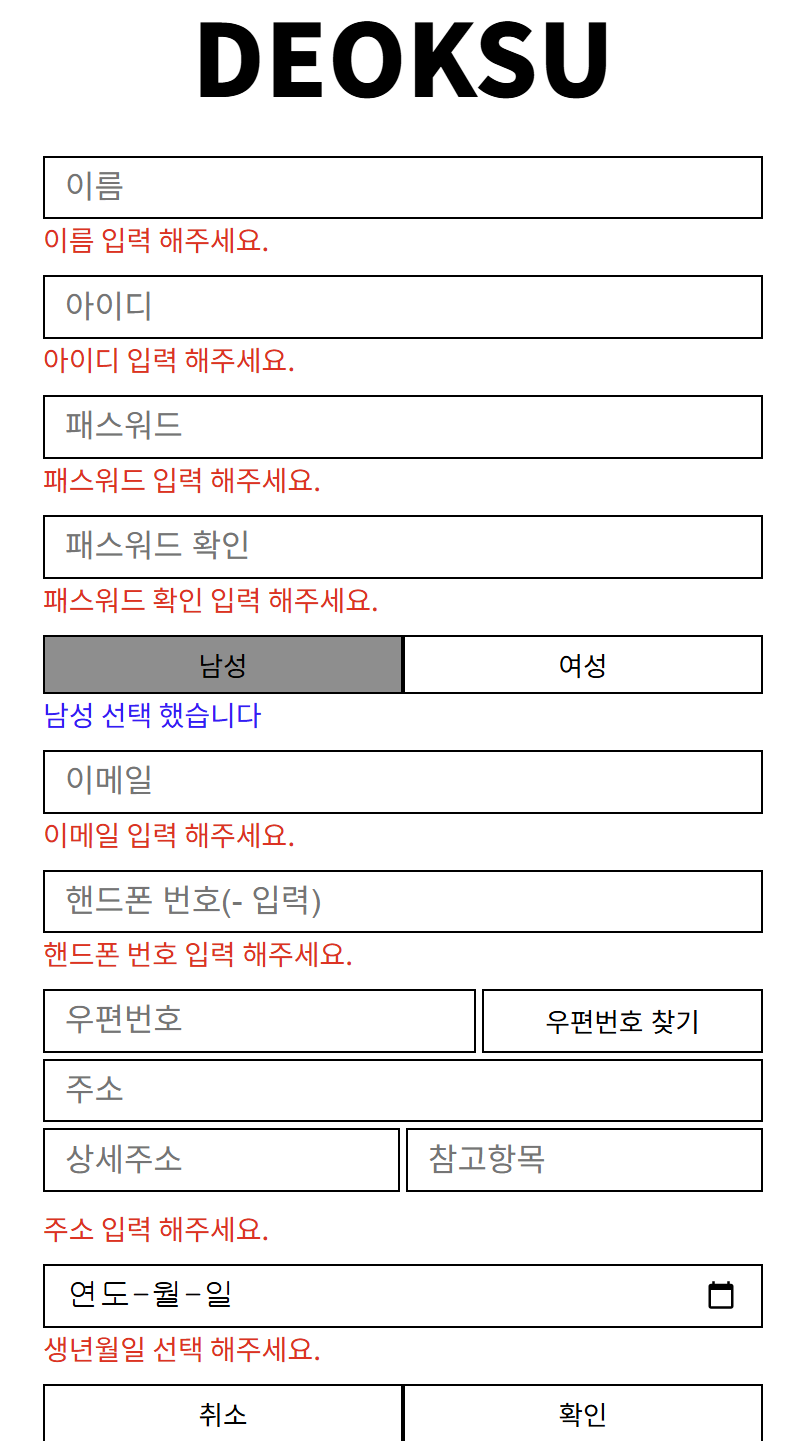 DEOKSU
이름
이름 입력 해주세요.
아이디
아이디 입력 해주세요.
패스워드
패스워드 입력 해주세요.
패스워드 확인
패스워드 확인 입력 해주세요.
남성 여성
남성 선택 했습니다
이메일
이메일 입력 해주세요.
핸드폰 번호(- 입력)
핸드폰 번호 입력 해주세요.
우편번호 우편번호 찾기
주소
상세주소 참고항목
주소 입력 해주세요.
연도-월-일
생년월일 선택 해주세요.
취소 확인